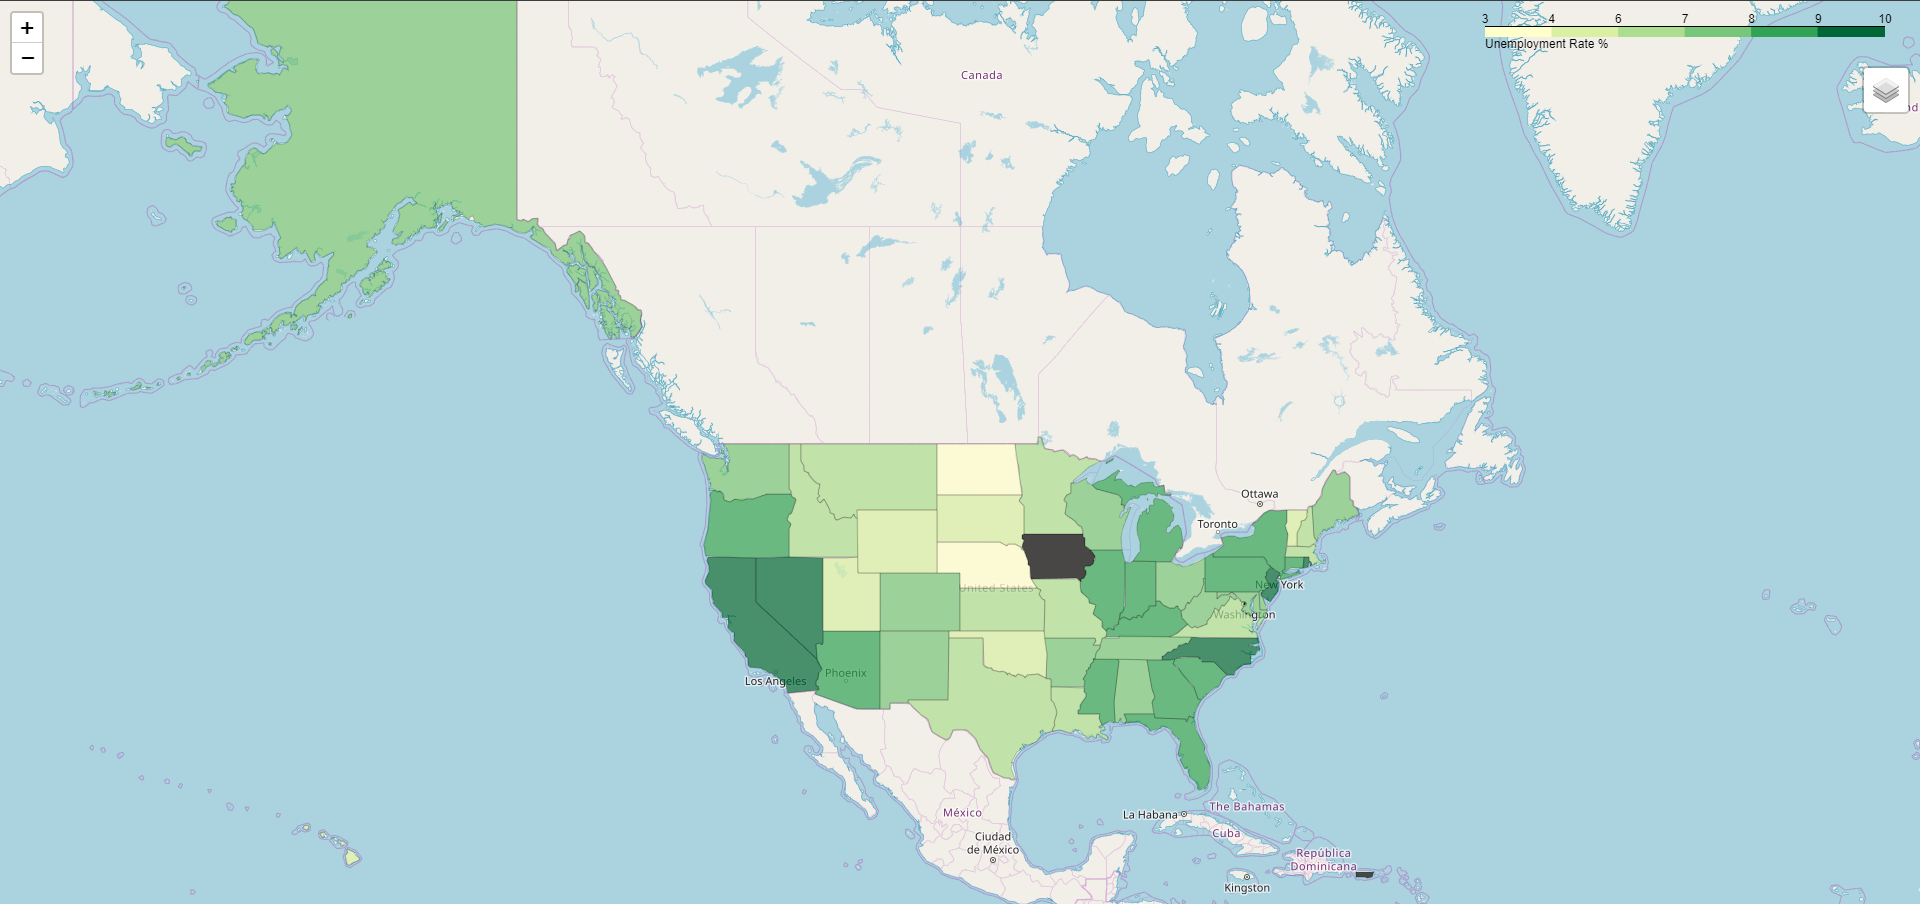 +
−
3 4 6 7 8 9 10
Unemployment Rate %
Canada
nd
Ottawa
Toronto
New York
United States
Washington
Phoenix
Los Angeles
México
Ciudad
de México
La Habana
The Bahamas
Cuba
República
Dominicana
Kingston